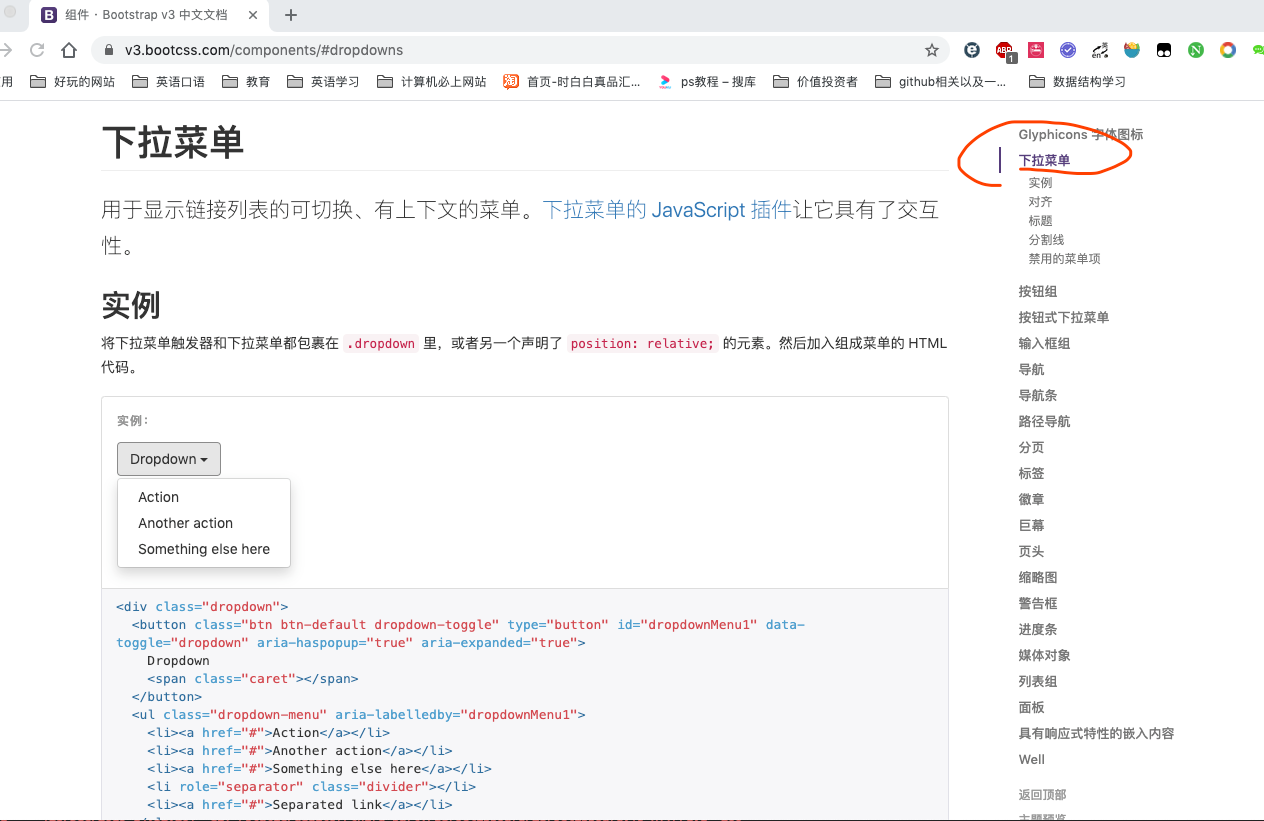 组件 · Bootstrap v3 中文文档
v3.bootcss.com/components/#dropdowns
ABP
1
en
用 好玩的网站 英语口语 教育 英语学习 计算机必上网站 淘 首页-时白白真品汇... ps教程 – 搜库 价值投资者 github相关以及一... 数据结构学习
下拉菜单
用于显示链接列表的可切换、有上下文的菜单。下拉菜单的 JavaScript 插件让它具有了交互
性。
实例
将下拉菜单触发器和下拉菜单都包裹在 .dropdown 里，或者另一个声明了 position: relative; 的元素。然后加入组成菜单的 HTML
代码。
实例：
Dropdown
Action
Another action
Something else here
<div class="dropdown">
<button class="btn btn-default dropdown-toggle" type="button" id="dropdownMenu1" data-
toggle="dropdown" aria-haspopup="true" aria-expanded="true">
Dropdown
<span class="caret"></span>
</button>
<ul class="dropdown-menu" aria-labelledby="dropdownMenu1">
<li><a href="#">Action</a></li>
<li><a href="#">Another action</a></li>
<li><a href="#">Something else here</a></li>
<li role="separator" class="divider"></li>
<li><a href="#">Separated link</a></li>
Glyphicons 字体图标
下拉菜单
实例
对齐
标题
分割线
禁用的菜单项
按钮组
按钮式下拉菜单
输入框组
导航
导航条
路径导航
分页
标签
徽章
巨幕
页头
缩略图
警告框
进度条
媒体对象
列表组
面板
具有响应式特性的嵌入内容
Well
返回顶部
主题预览